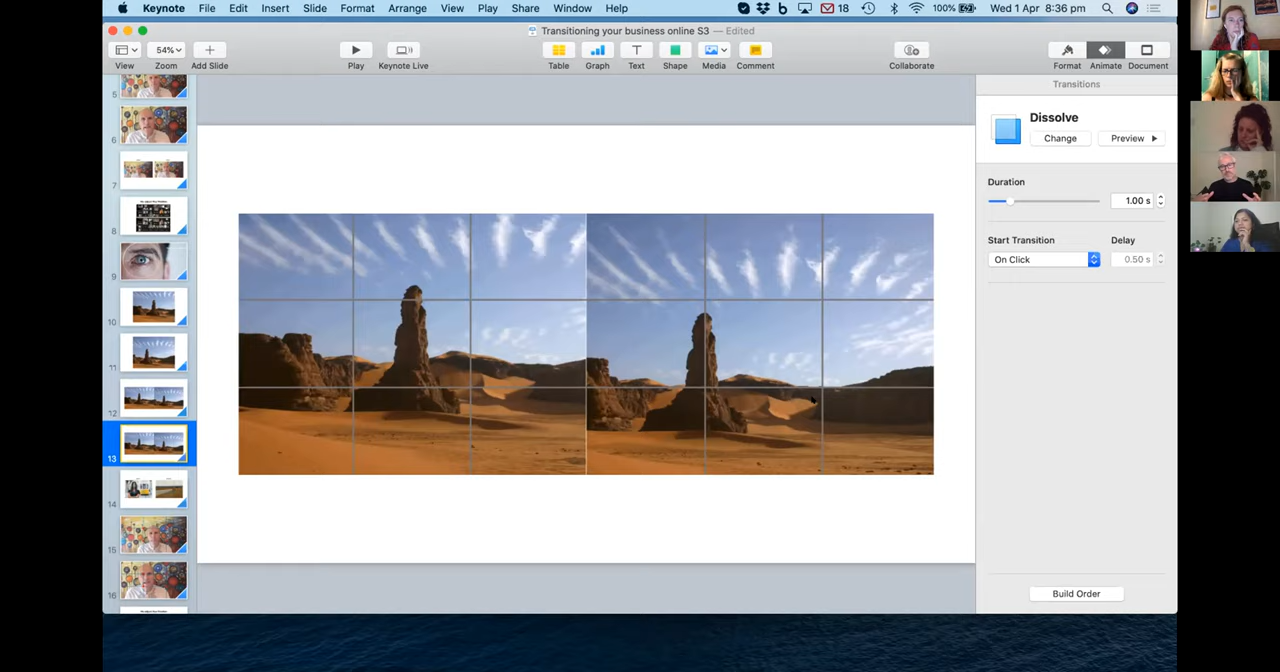 Keynote File Edit Insert Slide Format Arrange View Play Share Window Help 18 100% Wed 1 Apr 8:36 pm
Transitioning your business online S3 — Edited
54%
View Zoom Add Slide Play Keynote Live Table Graph Text Shape Media Comment Collaborate Format Animate Document
Transitions
Dissolve
Change Preview
Duration
1.00 s
Start Transition Delay
On Click 0.50 s
Build Order
5
6
7
8
9
10
11
12
13
14
15
16